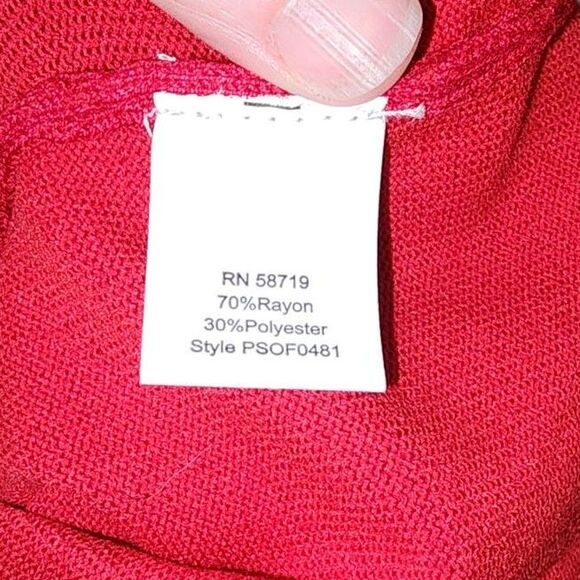 RN 58719
70%Rayon
30%Polyester
Style PSOF0481